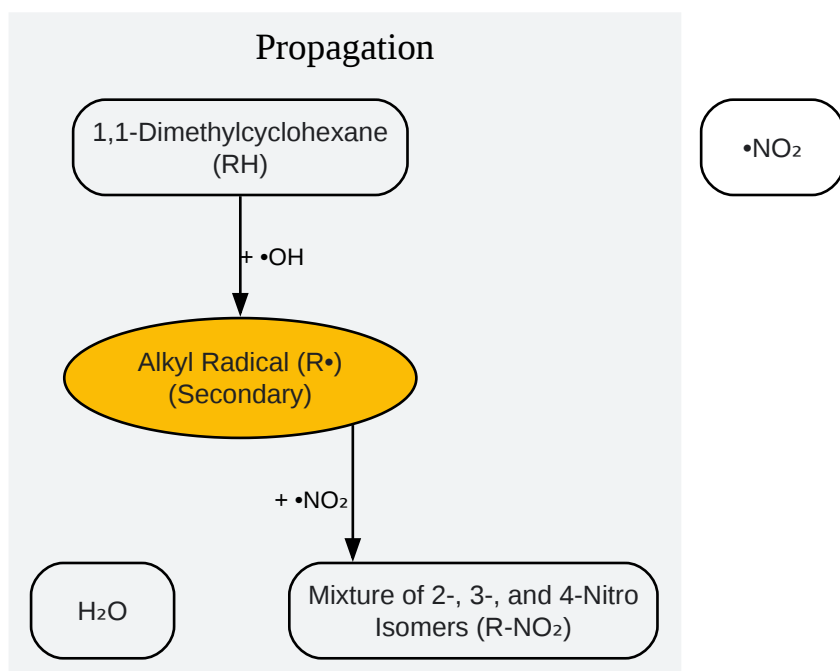 Propagation
1,1-Dimethylcyclohexane
(RH)
•NO₂
+ •OH
Alkyl Radical (R•)
(Secondary)
+ •NO₂
H₂O
Mixture of 2-, 3-, and 4-Nitro
Isomers (R-NO₂)